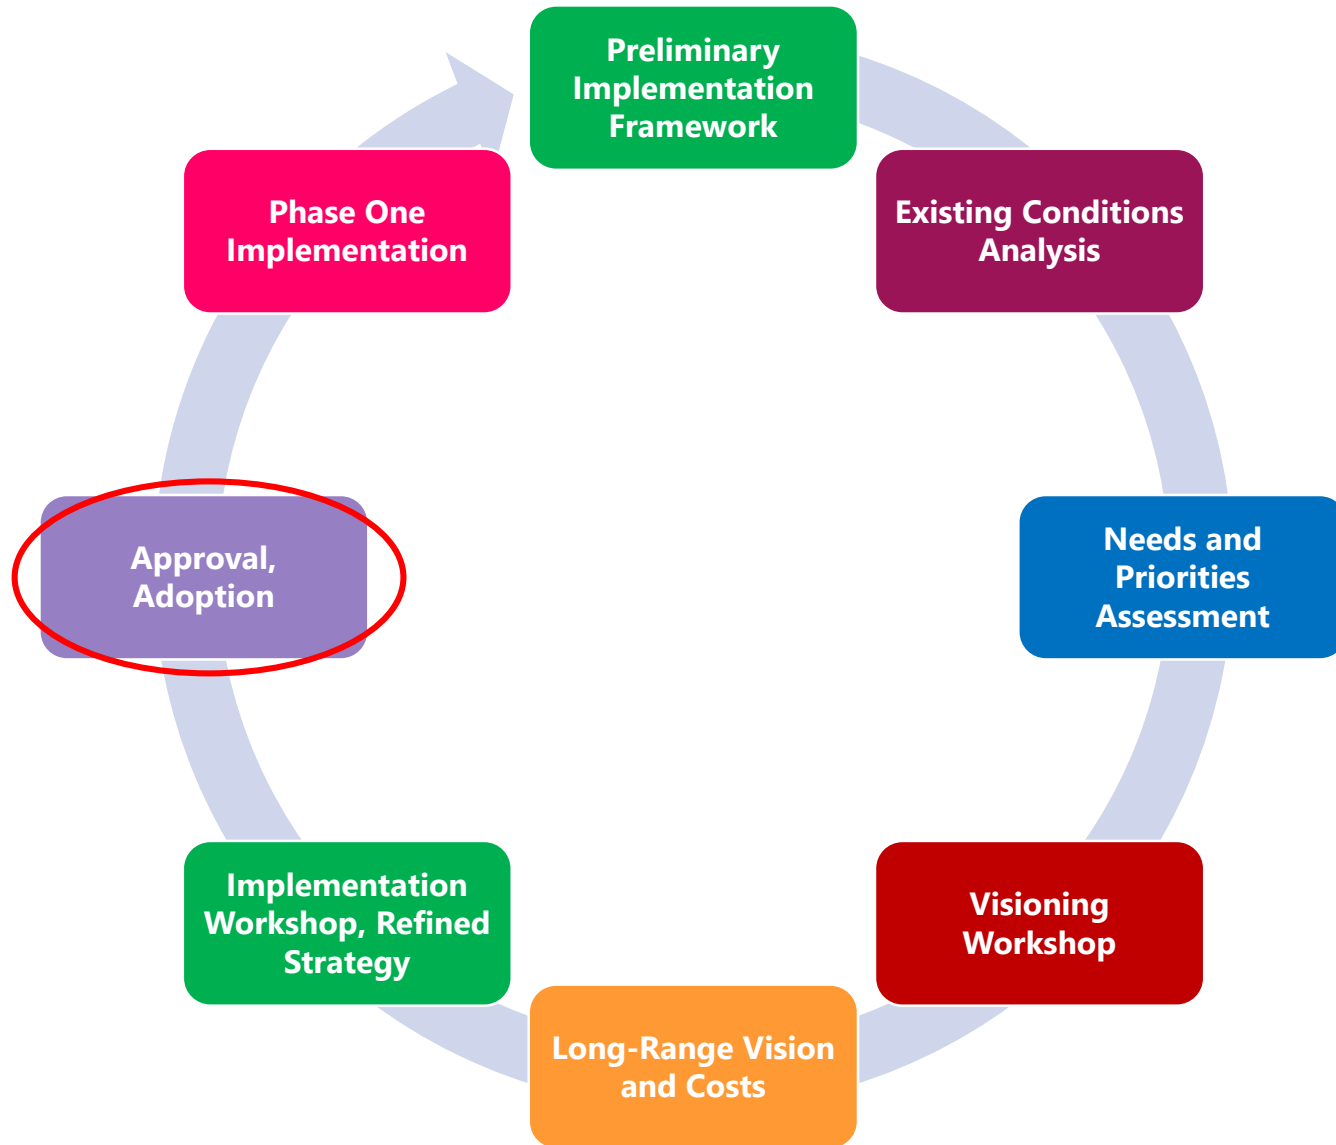 Preliminary
Implementation
Framework
Existing Conditions
Analysis
Needs and
Priorities
Assessment
Visioning
Workshop
Long-Range Vision
and Costs
Implementation
Workshop, Refined
Strategy
Approval,
Adoption
Phase One
Implementation